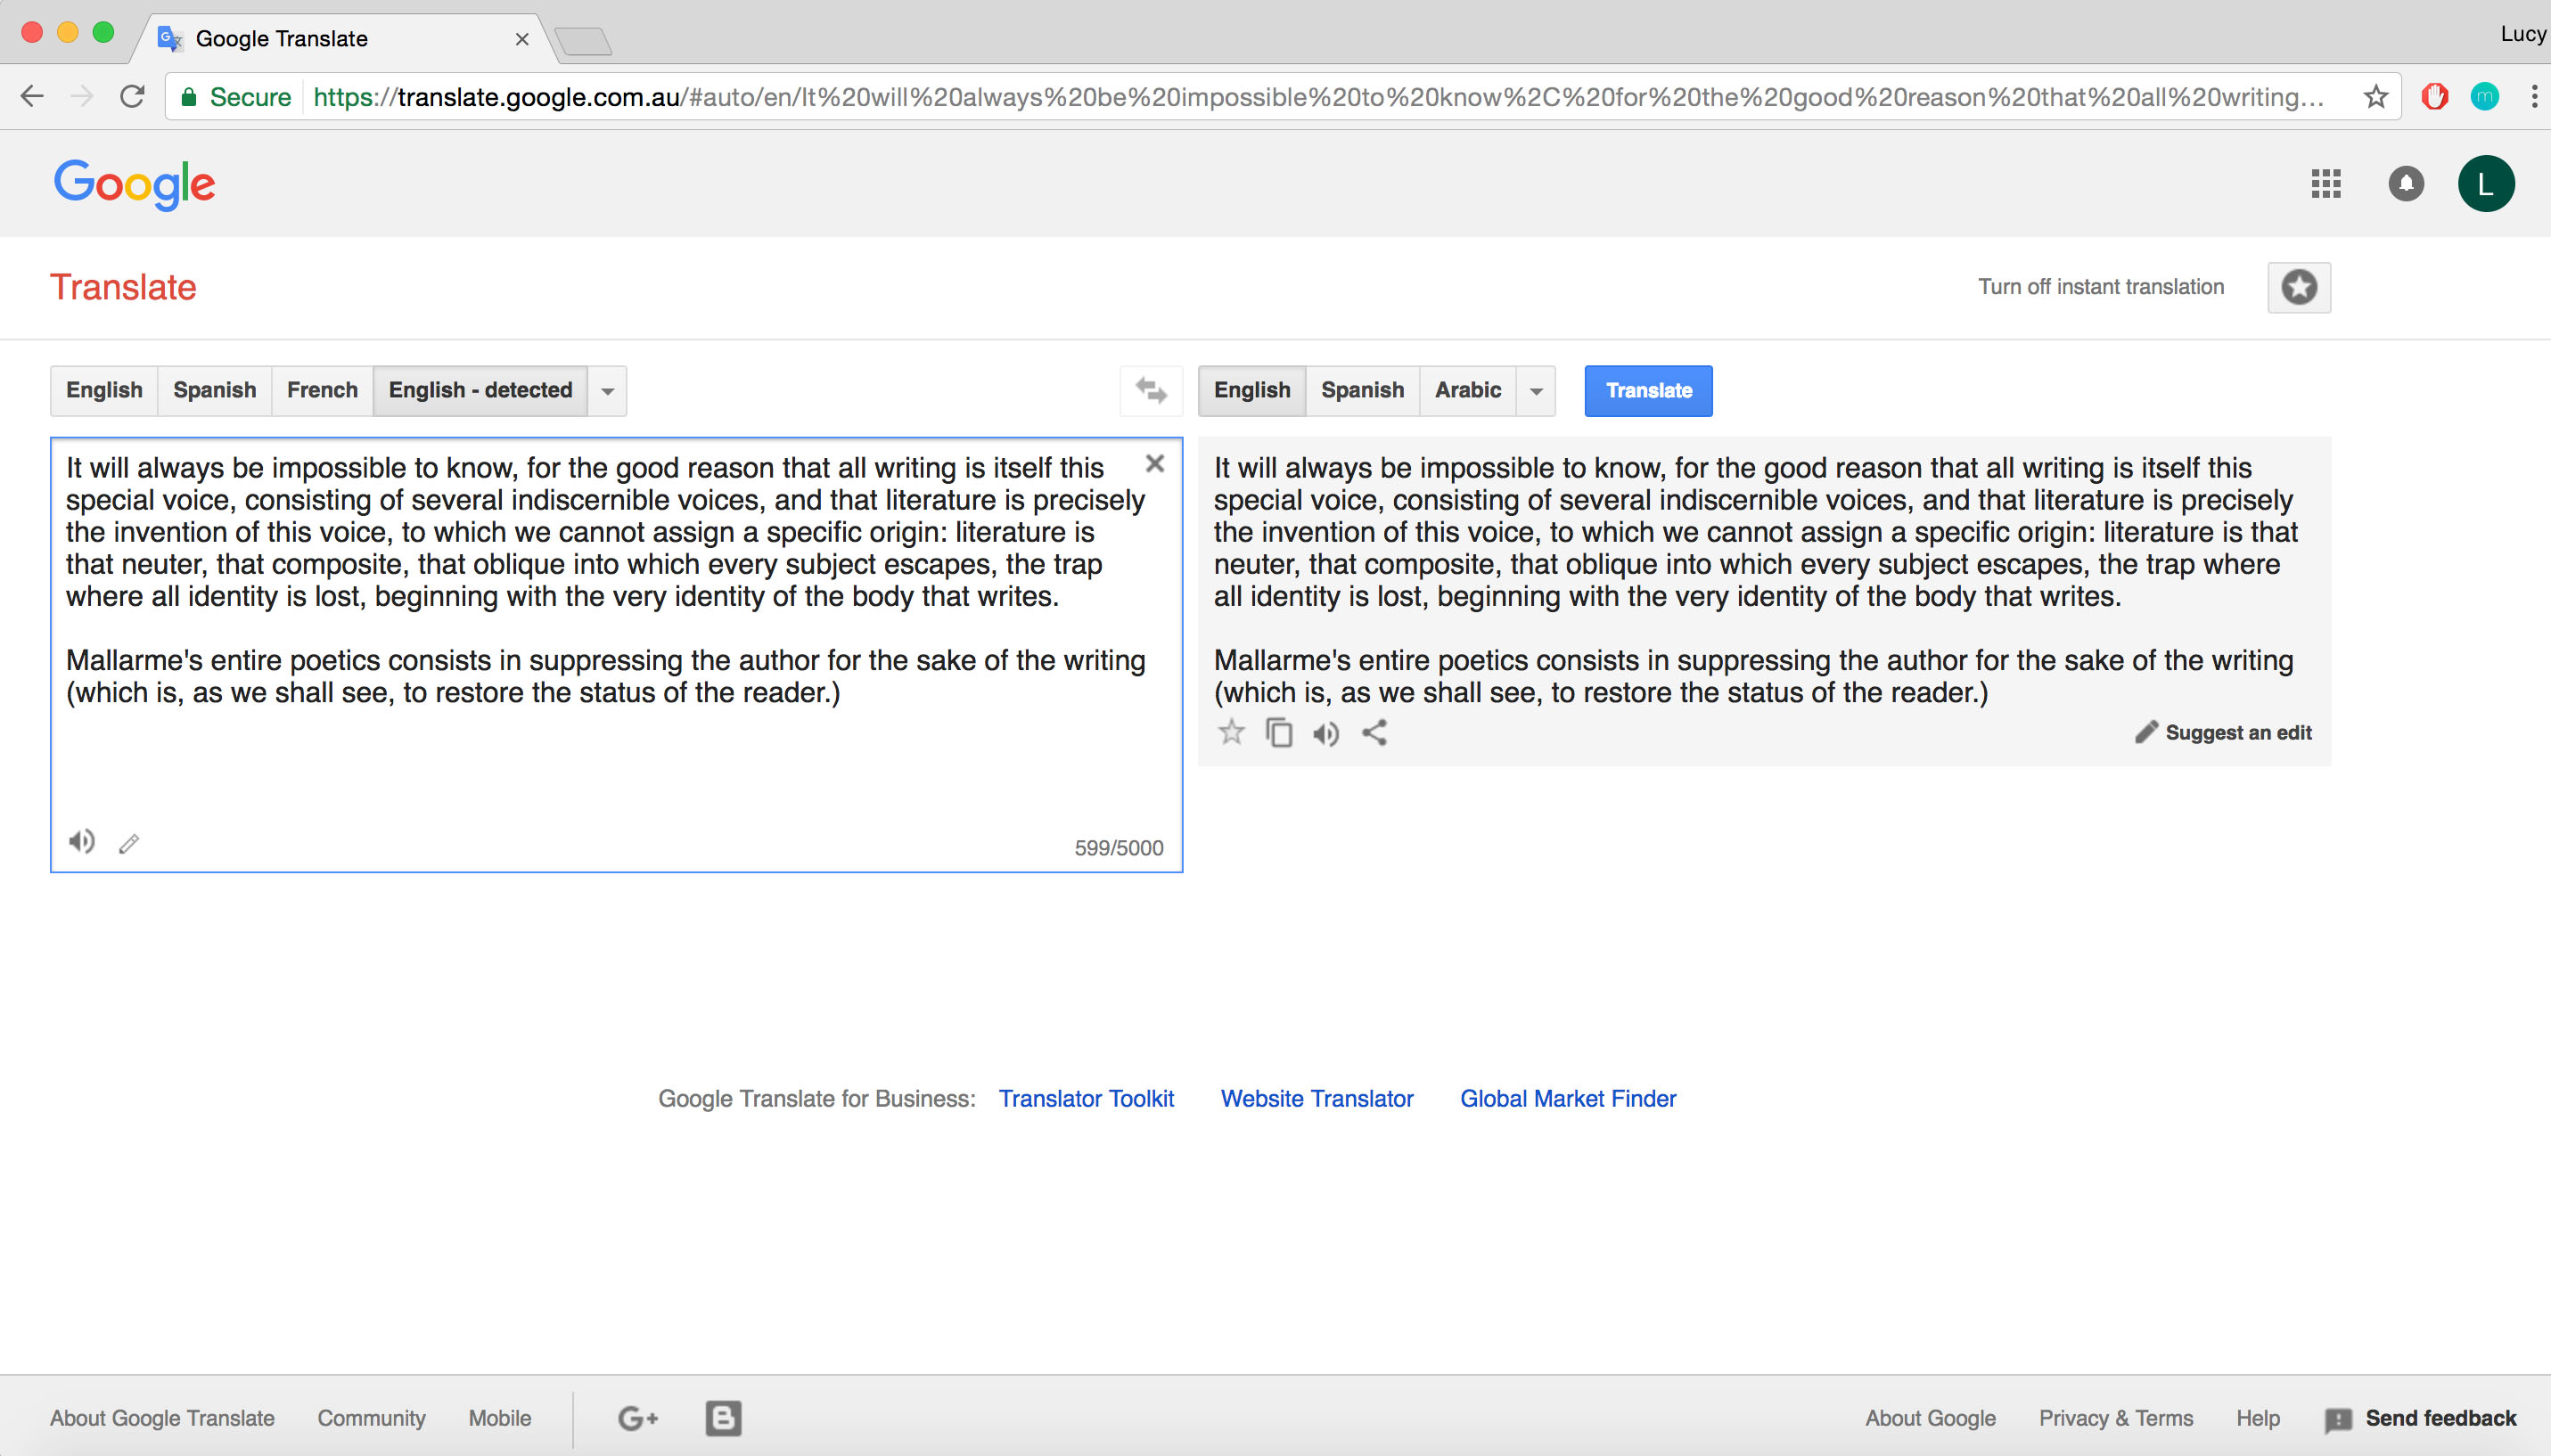 Google Translate
Lucy
Secure
https://translate.google.com.au/#auto/en/It%20will%20always%20be%20impossible%20to%20know%2C%20for%20the%20good%20reason%20that%20all%20writing...
m
Google
L
Translate
Turn off instant translation
English Spanish French English - detected
English Spanish Arabic Translate
It will always be impossible to know, for the good reason that all writing is itself this
special voice, consisting of several indiscernible voices, and that literature is precisely
the invention of this voice, to which we cannot assign a specific origin: literature is
that neuter, that composite, that oblique into which every subject escapes, the trap
where all identity is lost, beginning with the very identity of the body that writes.
Mallarme's entire poetics consists in suppressing the author for the sake of the writing
(which is, as we shall see, to restore the status of the reader.)
599/5000
It will always be impossible to know, for the good reason that all writing is itself this
special voice, consisting of several indiscernible voices, and that literature is precisely
the invention of this voice, to which we cannot assign a specific origin: literature is that
neuter, that composite, that oblique into which every subject escapes, the trap where
all identity is lost, beginning with the very identity of the body that writes.
Mallarme's entire poetics consists in suppressing the author for the sake of the writing
(which is, as we shall see, to restore the status of the reader.)
Suggest an edit
Google Translate for Business: Translator Toolkit Website Translator Global Market Finder
About Google Translate Community Mobile G+ B About Google Privacy & Terms Help Send feedback